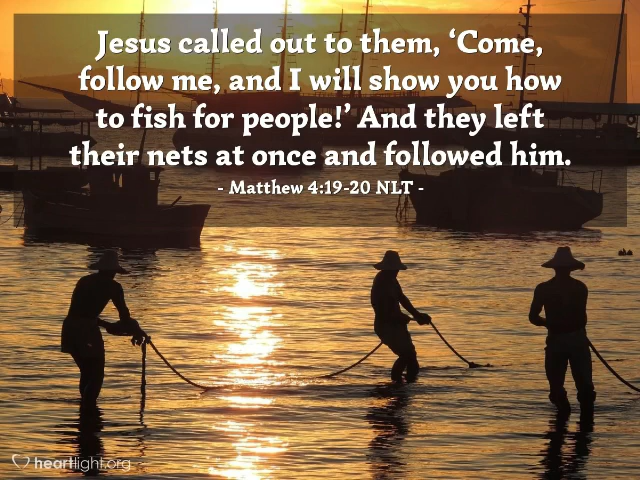 Jesus called out to them, ‘Come,
follow me, and I will show you how
to fish for people!’ And they left
their nets at once and followed him.
- Matthew 4:19-20 NLT -
heartlight.org